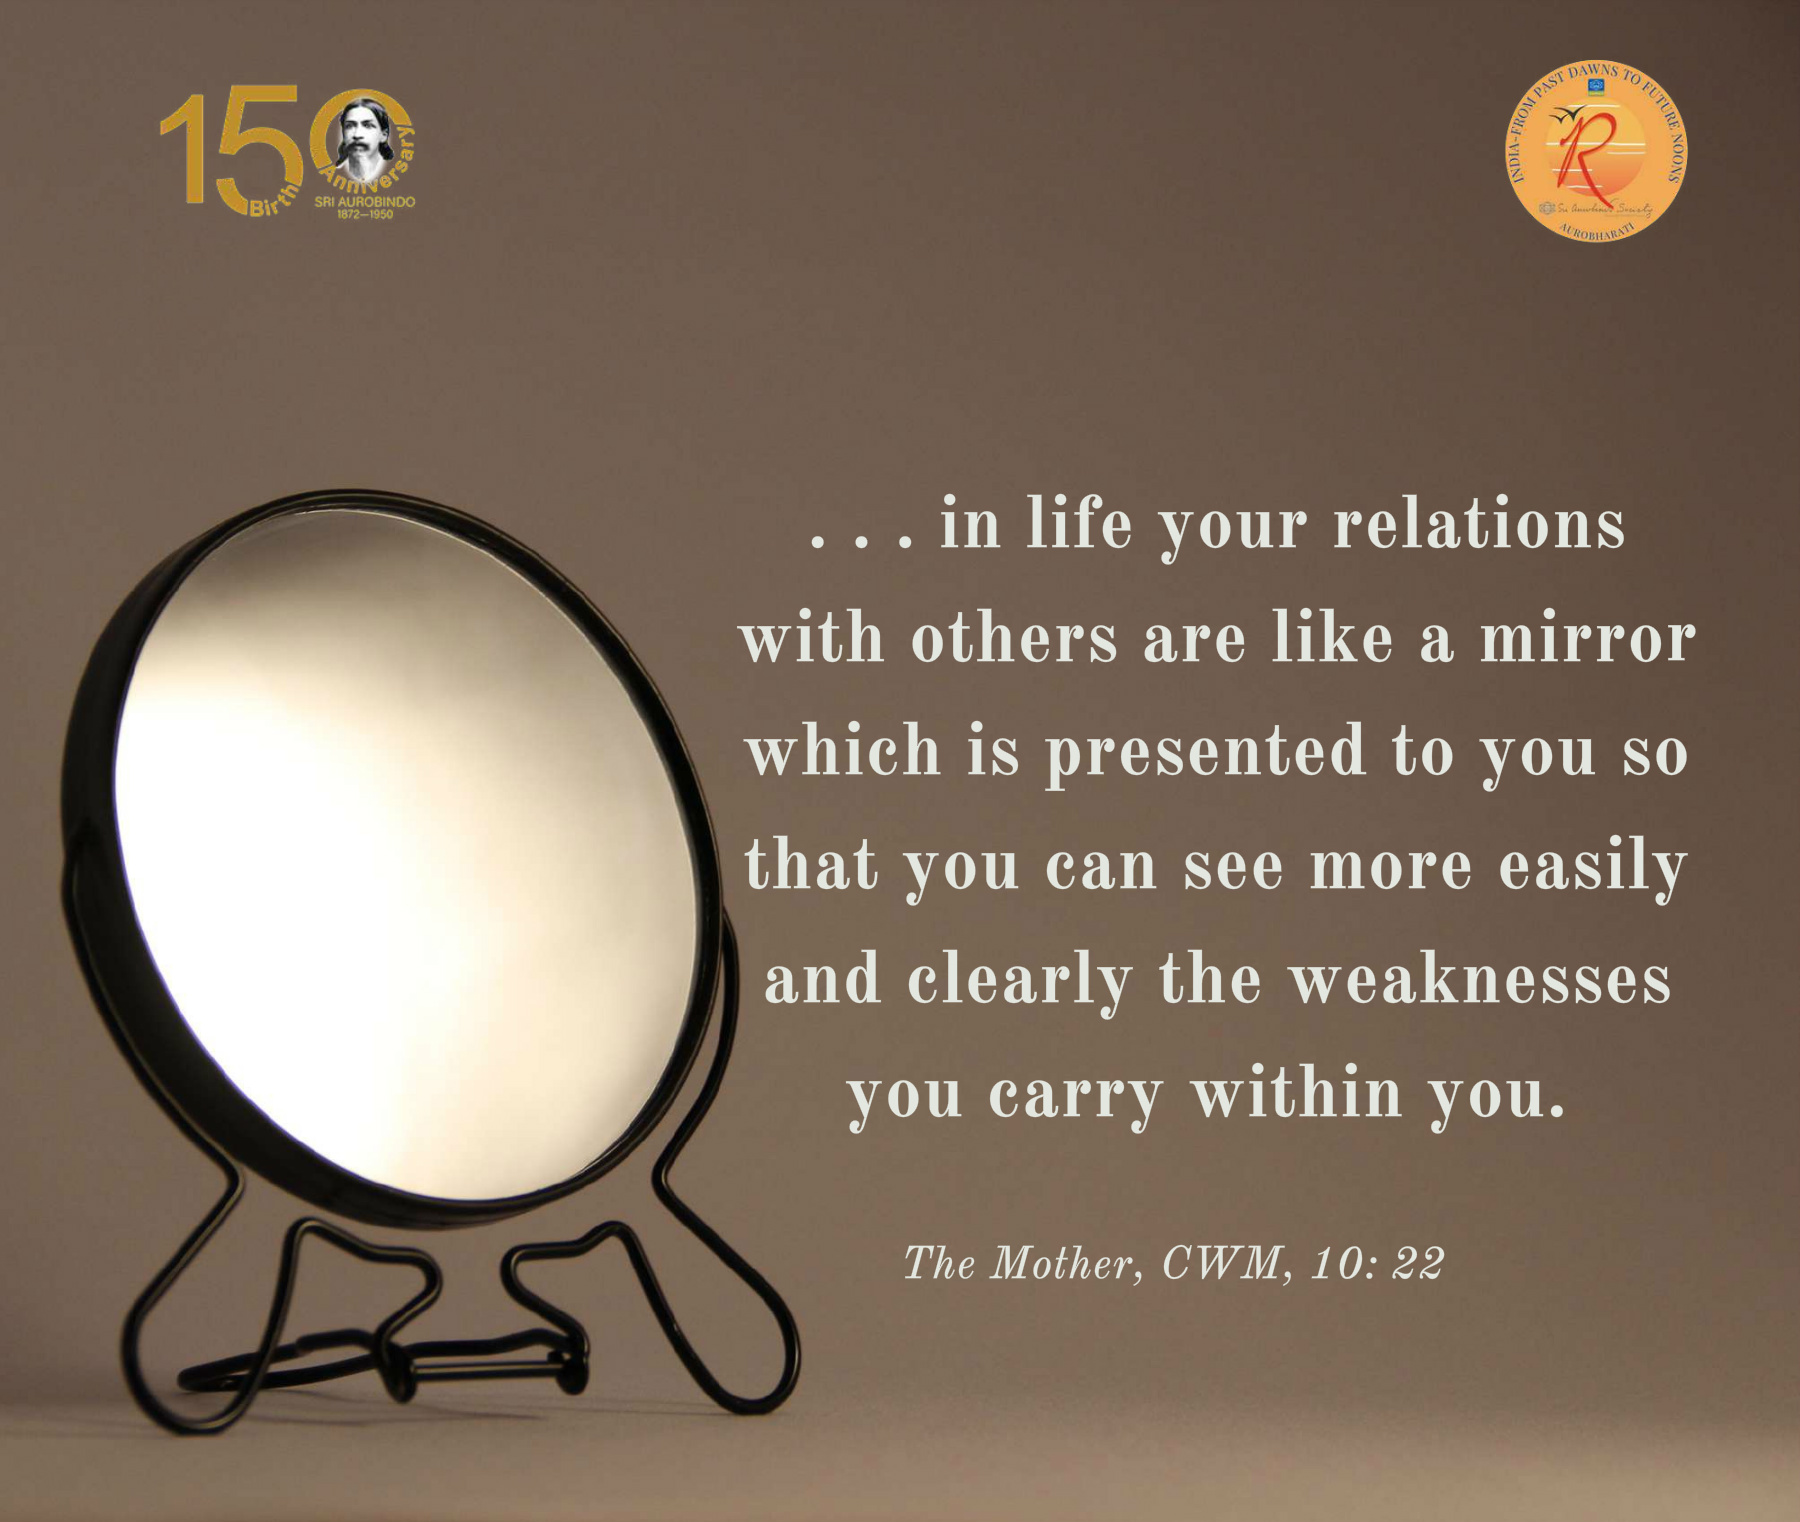 150
Birth Anniversary
SRI AUROBINDO
1872–1950
INDIA-FROM PAST DAWNS TO FUTURE NOONS
R
Sri Aurobindo Society
AUROBHARATI
. . . in life your relations
with others are like a mirror
which is presented to you so
that you can see more easily
and clearly the weaknesses
you carry within you.
The Mother, CWM, 10: 22